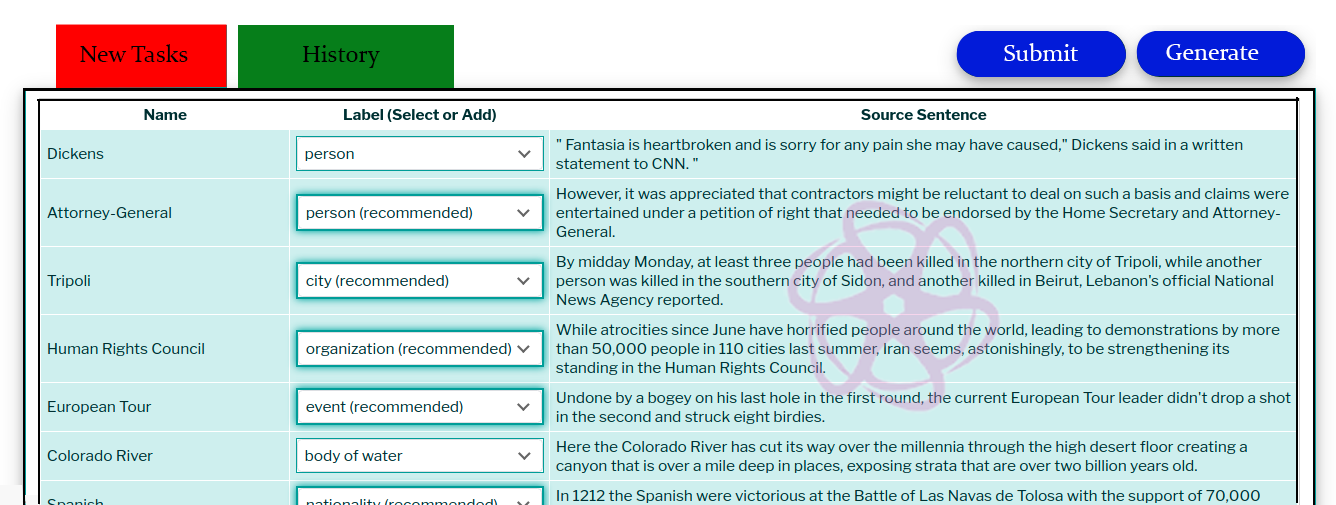 New Tasks History Submit Generate
Name Label (Select or Add) Source Sentence
Dickens person " Fantasia is heartbroken and is sorry for any pain she may have caused," Dickens said in a written
statement to CNN. "
Attorney-General person (recommended) However, it was appreciated that contractors might be reluctant to deal on such a basis and claims were
entertained under a petition of right that needed to be endorsed by the Home Secretary and Attorney-
General.
Tripoli city (recommended) By midday Monday, at least three people had been killed in the northern city of Tripoli, while another
person was killed in the southern city of Sidon, and another killed in Beirut, Lebanon's official National
News Agency reported.
Human Rights Council organization (recommended) While atrocities since June have horrified people around the world, leading to demonstrations by more
than 50,000 people in 110 cities last summer, Iran seems, astonishingly, to be strengthening its
standing in the Human Rights Council.
European Tour event (recommended) Undone by a bogey on his last hole in the first round, the current European Tour leader didn't drop a shot
in the second and struck eight birdies.
Colorado River body of water Here the Colorado River has cut its way over the millennia through the high desert floor creating a
canyon that is over a mile deep in places, exposing strata that are over two billion years old.
Spanish nationality (recommended) In 1212 the Spanish were victorious at the Battle of Las Navas de Tolosa with the support of 70,000